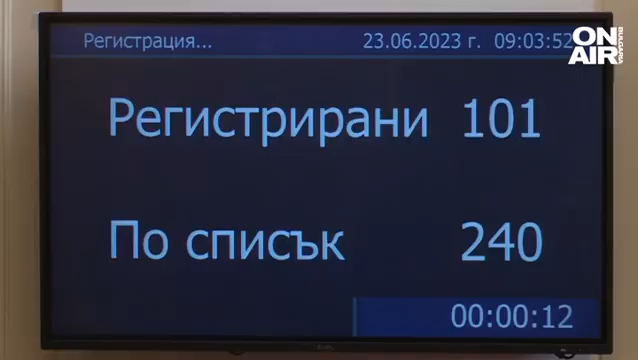 Регистрация... 23.06.2023 г. 09:03:52
ON AIR BULGARIA
Регистрирани 101
По списък 240
00:00:12